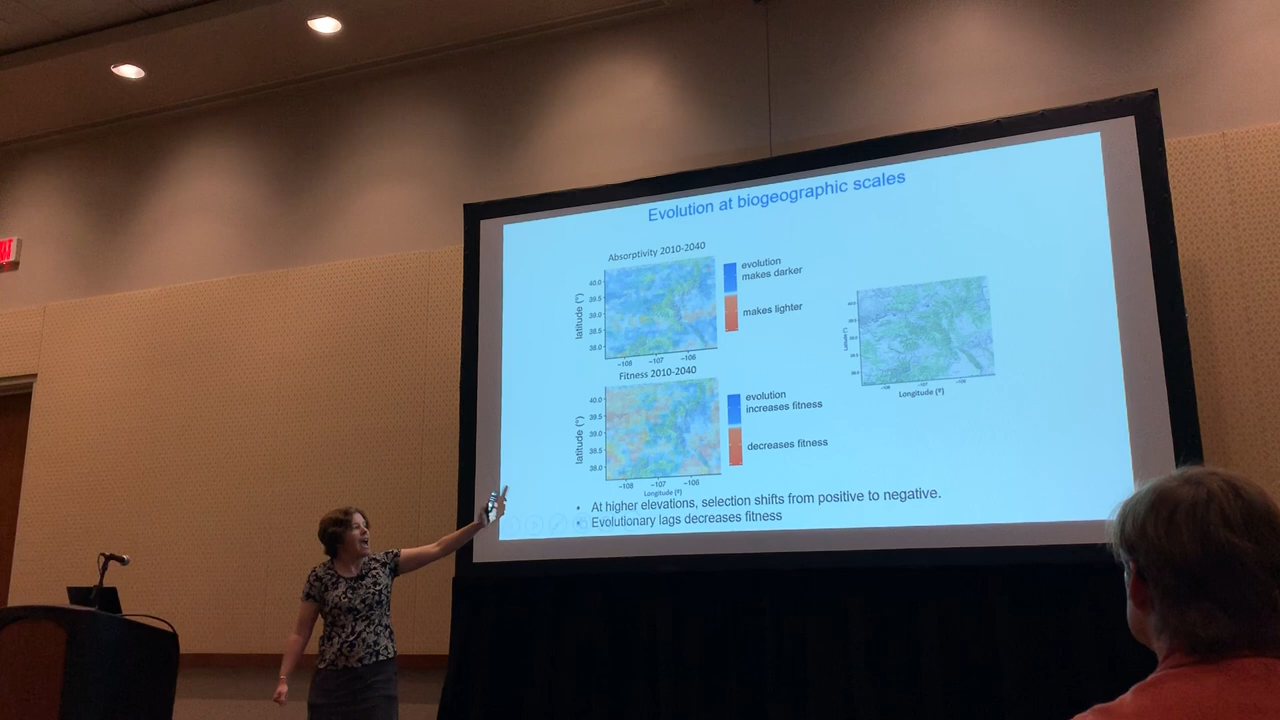 Evolution at biogeographic scales
Absorptivity 2010-2040
latitude (°)
40.0
39.5
39.0
38.5
38.0
−108
−107
−106
evolution
makes darker
makes lighter
Fitness 2010-2040
latitude (°)
40.0
39.5
39.0
38.5
38.0
−108
−107
−106
Longitude (º)
evolution
increases fitness
decreases fitness
Longitude (º)
• At higher elevations, selection shifts from positive to negative.
• Evolutionary lags decreases fitness